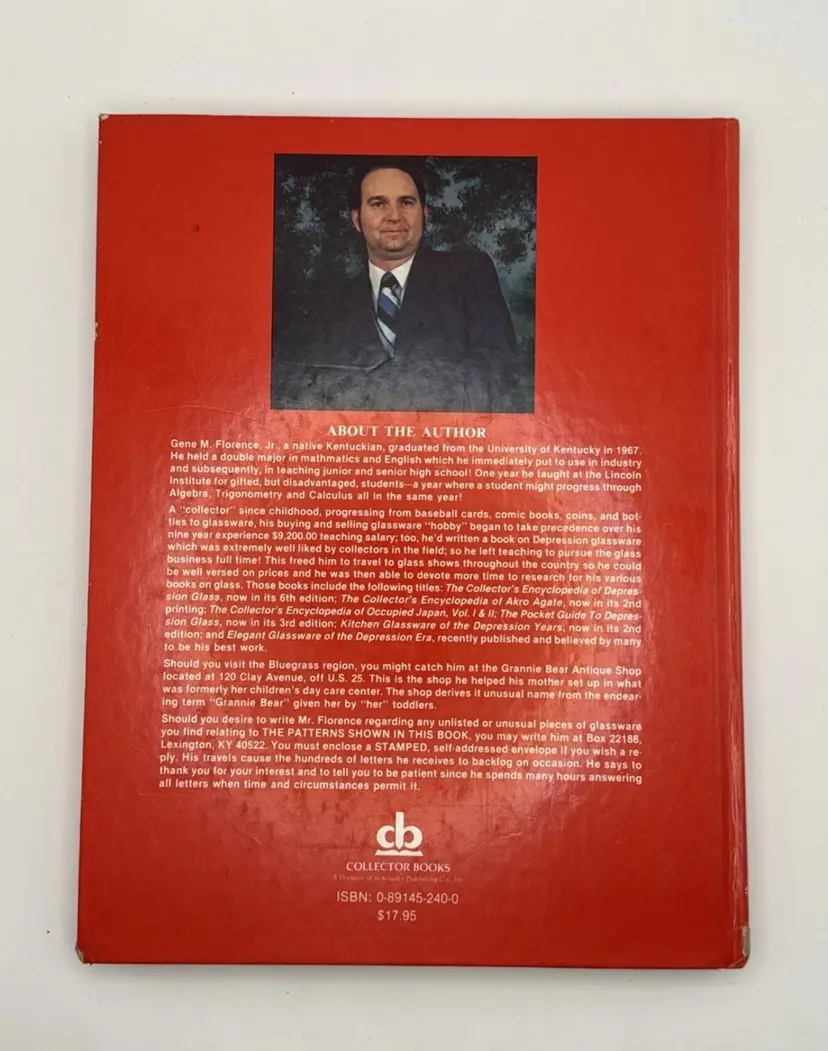 ABOUT THE AUTHOR
Gene M. Florence, Jr., a native Kentuckian, graduated from the University of Kentucky in 1967.
He held a double major in mathmatics and English which he immediately put to use in industry
and subsequently, in teaching junior and senior high school! One year he taught at the Lincoln
Institute for gifted, but disadvantaged, students---a year where a student might progress through
Algebra, Trigonometry and Calculus all in the same year!
A "collector" since childhood, progressing from baseball cards, comic books, coins, and bot-
tles to glassware, his buying and selling glassware "hobby" began to take precedence over his
nine year experience $9,200.00 teaching salary; too, he'd written a book on Depression glassware
which was extremely well liked by collectors in the field; so he left teaching to pursue the glass
business full time! This freed him to travel to glass shows throughout the country so he could
be well versed on prices and he was then able to devote more time to research for his various
books on glass. Those books include the following titles: The Collector's Encyclopedia of Depres-
sion Glass, now in its 6th edition; The Collector's Encyclopedia of Akro Agate, now in its 2nd
printing; The Collector's Encyclopedia of Occupied Japan, Vol. I & II; The Pocket Guide To Depres-
sion Glass, now in its 3rd edition; Kitchen Glassware of the Depression Years, now in its 2nd
edition; and Elegant Glassware of the Depression Era, recently published and believed by many
to be his best work.
Should you visit the Bluegrass region, you might catch him at the Grannie Bear Antique Shop
located at 120 Clay Avenue, off U.S. 25. This is the shop he helped his mother set up in what
was formerly her children's day care center. The shop derives it unusual name from the endear-
ing term "Grannie Bear" given her by "her" toddlers.
Should you desire to write Mr. Florence regarding any unlisted or unusual pieces of glassware
you find relating to THE PATTERNS SHOWN IN THIS BOOK, you may write him at Box 22186,
Lexington, KY 40522. You must enclose a STAMPED, self-addressed envelope if you wish a re-
ply. His travels cause the hundreds of letters he receives to backlog on occasion. He says to
thank you for your interest and to tell you to be patient since he spends many hours answering
all letters when time and circumstances permit it.
cb
COLLECTOR BOOKS
A Division of Schroeder Publishing Co., Inc.
ISBN: 0-89145-240-0
$17.95